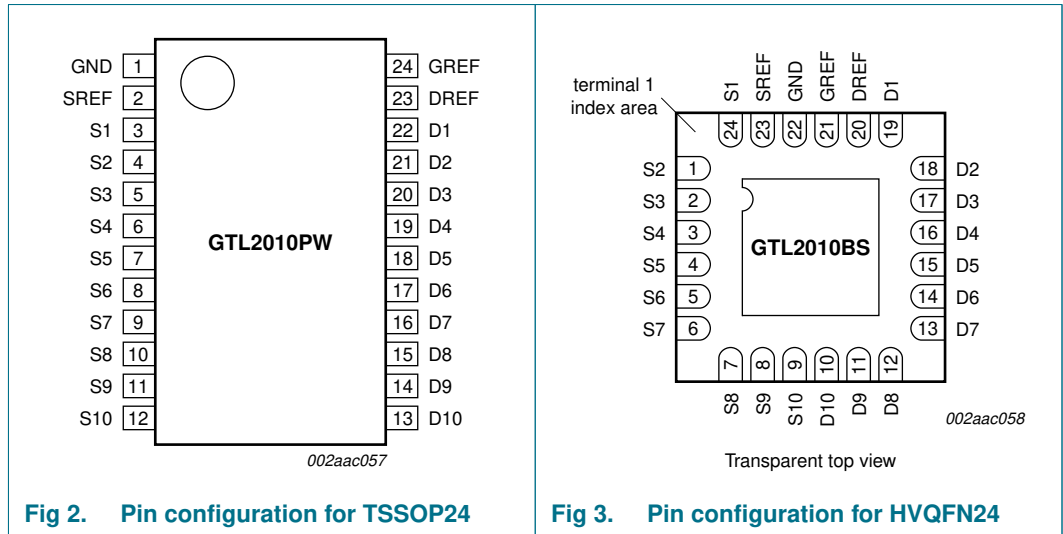 GND 1
SREF 2
S1 3
S2 4
S3 5
S4 6
S5 7
S6 8
S7 9
S8 10
S9 11
S10 12
GTL2010PW
24 GREF
23 DREF
22 D1
21 D2
20 D3
19 D4
18 D5
17 D6
16 D7
15 D8
14 D9
13 D10
002aac057
Fig 2. Pin configuration for TSSOP24
terminal 1
index area
S1 SREF GND GREF DREF D1
24 23 22 21 20 19
S2 1
S3 2
S4 3
S5 4
S6 5
S7 6
GTL2010BS
18 D2
17 D3
16 D4
15 D5
14 D6
13 D7
7 8 9 10 11 12
S8 S9 S10 D10 D9 D8
002aac058
Transparent top view
Fig 3. Pin configuration for HVQFN24